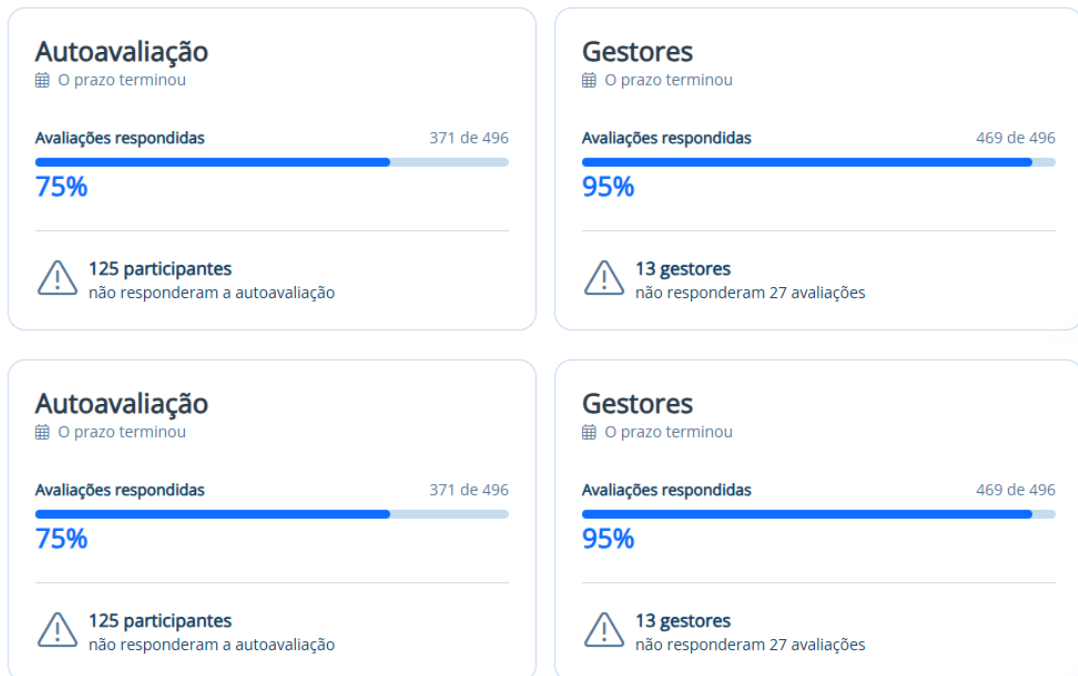 Autoavaliação
O prazo terminou
Avaliações respondidas 371 de 496
75%
125 participantes
não responderam a autoavaliação
Gestores
O prazo terminou
Avaliações respondidas 469 de 496
95%
13 gestores
não responderam 27 avaliações
Autoavaliação
O prazo terminou
Avaliações respondidas 371 de 496
75%
125 participantes
não responderam a autoavaliação
Gestores
O prazo terminou
Avaliações respondidas 469 de 496
95%
13 gestores
não responderam 27 avaliações